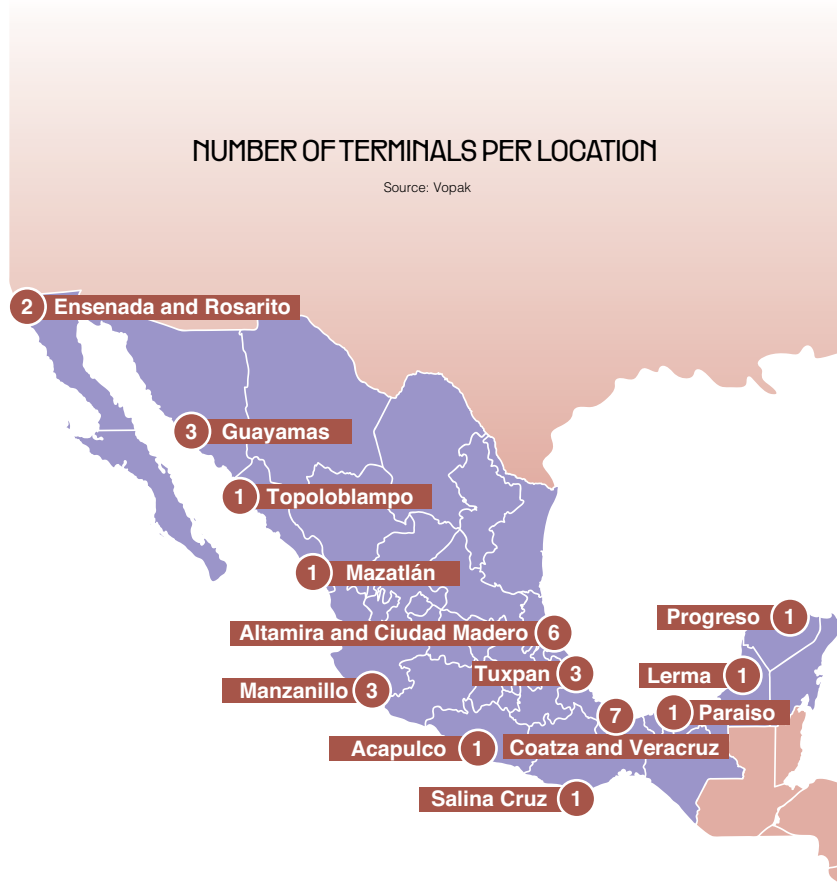 NUMBER OF TERMINALS PER LOCATION
Source: Vopak
2 Ensenada and Rosarito
3 Guayamas
1 Topoloblampo
1 Mazatlán
Progreso 1
Altamira and Ciudad Madero 6
Tuxpan 3
Lerma 1
Manzanillo 3
7
1 Paraiso
Acapulco 1
Coatza and Veracruz
Salina Cruz 1